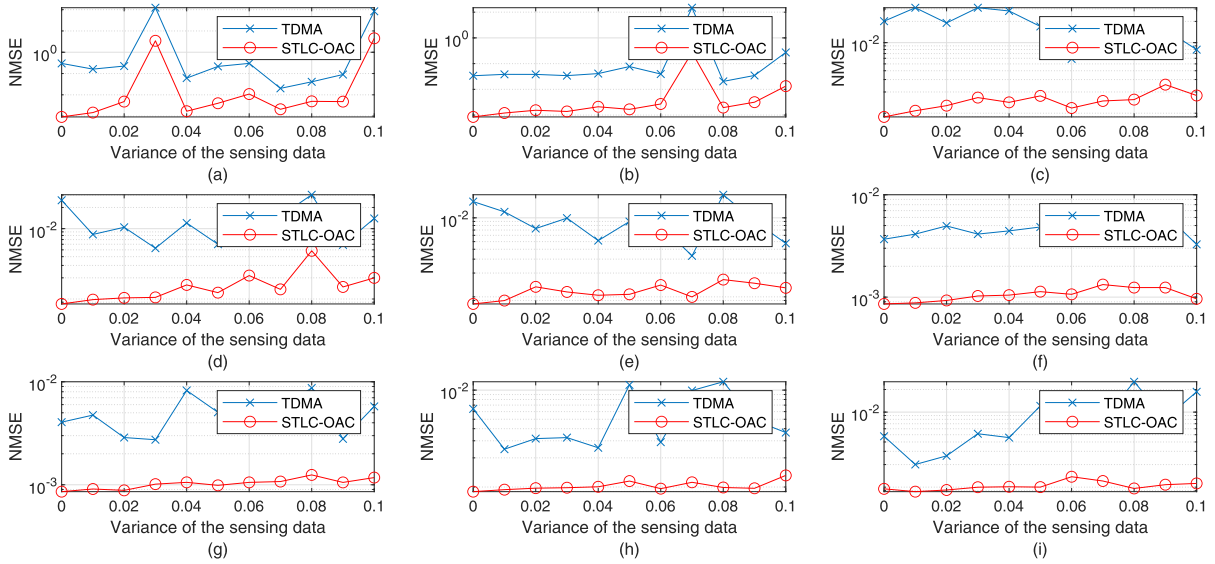 NMSE
10^0
TDMA
STLC-OAC
0 0.02 0.04 0.06 0.08 0.1
Variance of the sensing data
(a)
NMSE
10^0
TDMA
STLC-OAC
0 0.02 0.04 0.06 0.08 0.1
Variance of the sensing data
(b)
NMSE
10^-2
TDMA
STLC-OAC
0 0.02 0.04 0.06 0.08 0.1
Variance of the sensing data
(c)
NMSE
10^-2
TDMA
STLC-OAC
0 0.02 0.04 0.06 0.08 0.1
Variance of the sensing data
(d)
NMSE
10^-2
TDMA
STLC-OAC
0 0.02 0.04 0.06 0.08 0.1
Variance of the sensing data
(e)
NMSE
10^-2
10^-3
TDMA
STLC-OAC
0 0.02 0.04 0.06 0.08 0.1
Variance of the sensing data
(f)
NMSE
10^-2
10^-3
TDMA
STLC-OAC
0 0.02 0.04 0.06 0.08 0.1
Variance of the sensing data
(g)
NMSE
10^-2
TDMA
STLC-OAC
0 0.02 0.04 0.06 0.08 0.1
Variance of the sensing data
(h)
NMSE
10^-2
TDMA
STLC-OAC
0 0.02 0.04 0.06 0.08 0.1
Variance of the sensing data
(i)